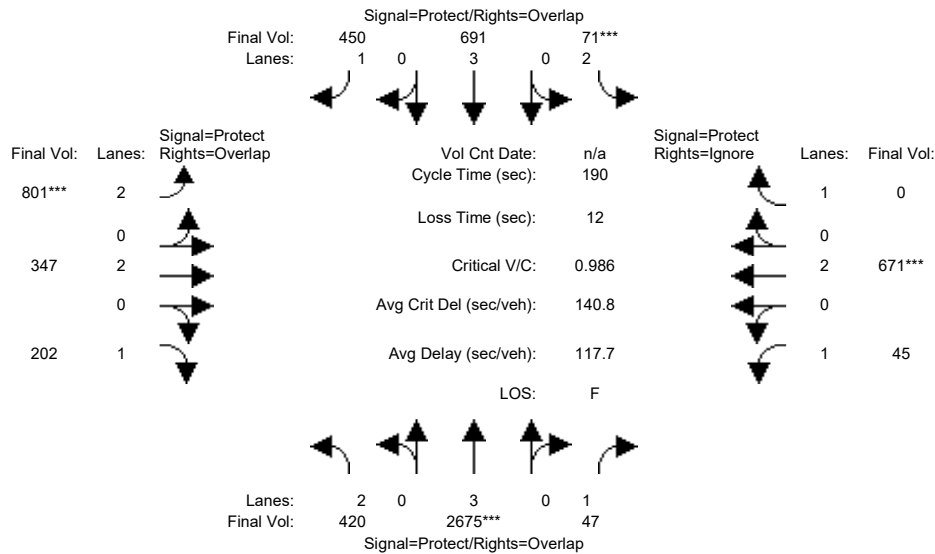 Signal=Protect/Rights=Overlap
Final Vol: 450 691 71***
Lanes: 1 0 3 0 2
Signal=Protect Signal=Protect
Final Vol: Lanes: Rights=Overlap Vol Cnt Date: n/a Rights=Ignore Lanes: Final Vol:
Cycle Time (sec): 190
801*** 2 1 0
Loss Time (sec): 12
0 0
347 2 Critical V/C: 0.986 2 671***
0 Avg Crit Del (sec/veh): 140.8 0
202 1 Avg Delay (sec/veh): 117.7 1 45
LOS: F
Lanes: 2 0 3 0 1
Final Vol: 420 2675*** 47
Signal=Protect/Rights=Overlap